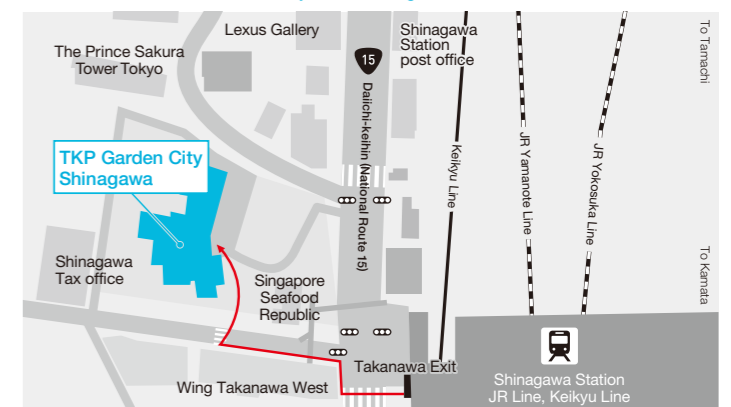 Lexus Gallery
Shinagawa
Station
post office
The Prince Sakura
Tower Tokyo
15
Daiichi-keihin (National Route 15)
Keikyu Line
JR Yamanote Line
JR Yokosuka Line
To Tamachi
To Kamata
TKP Garden City
Shinagawa
Shinagawa
Tax office
Singapore
Seafood
Republic
Takanawa Exit
Wing Takanawa West
Shinagawa Station
JR Line, Keikyu Line